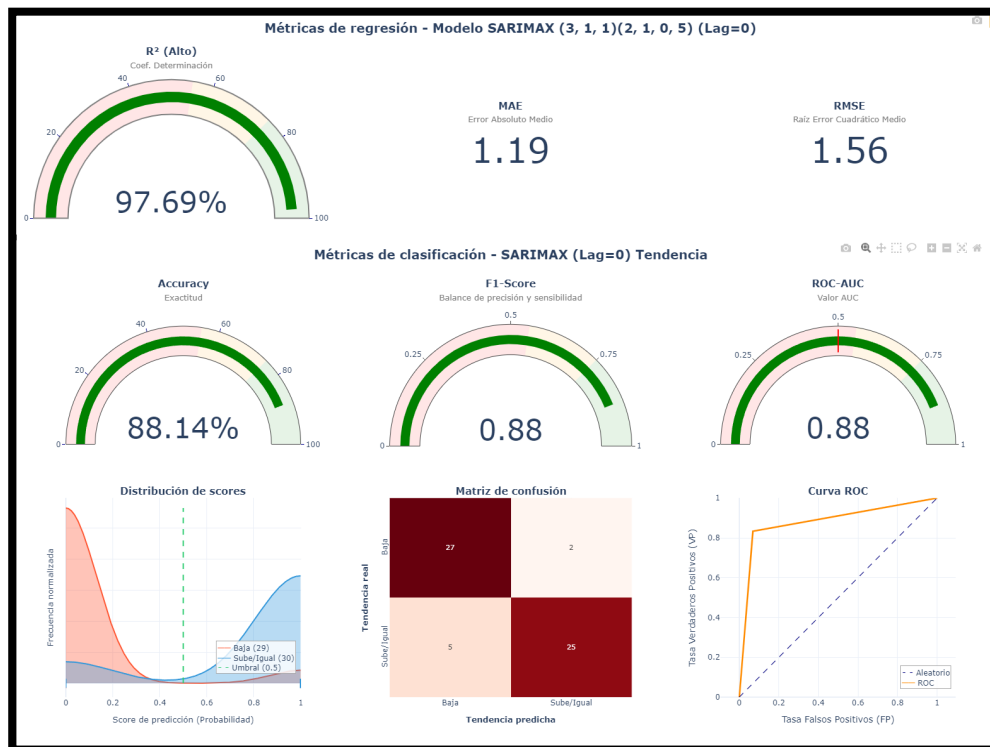 Métricas de regresión - Modelo SARIMAX (3, 1, 1)(2, 1, 0, 5) (Lag=0)
R² (Alto)
Coef. Determinación
0
20
40
60
80
100
97.69%
MAE
Error Absoluto Medio
1.19
RMSE
Raíz Error Cuadrático Medio
1.56
Métricas de clasificación - SARIMAX (Lag=0) Tendencia
Accuracy
Exactitud
0
20
40
60
80
100
88.14%
F1-Score
Balance de precisión y sensibilidad
0
0.25
0.5
0.75
1
0.88
ROC-AUC
Valor AUC
0
0.25
0.5
0.75
1
0.88
Distribución de scores
Frecuencia normalizada
Baja (29)
Sube/Igual (30)
Umbral (0.5)
0 0.2 0.4 0.6 0.8 1
Score de predicción (Probabilidad)
Matriz de confusión
Tendencia real
Baja
27 2
Sube/Igual
5 25
Baja Sube/Igual
Tendencia predicha
Curva ROC
Tasa Verdaderos Positivos (VP)
1
0.8
0.6
0.4
0.2
0
Aleatorio
ROC
0 0.2 0.4 0.6 0.8 1
Tasa Falsos Positivos (FP)